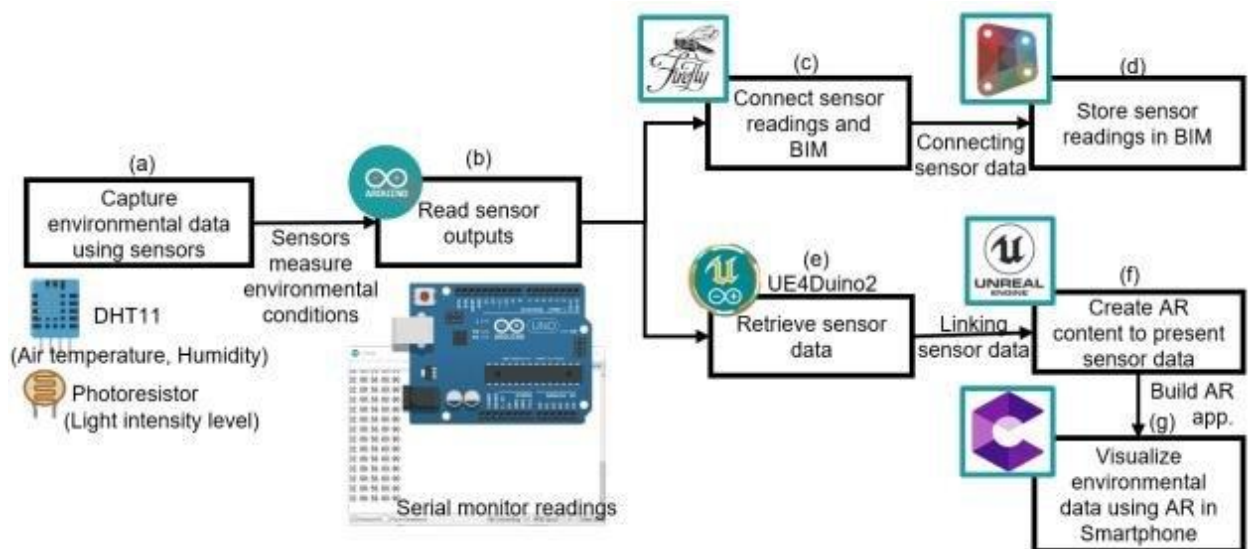 (a)
Capture
environmental data
using sensors
DHT11
(Air temperature, Humidity)
Photoresistor
(Light intensity level)
Sensors
measure
environmental
conditions
(b)
ARDUINO
Read sensor
outputs
ARDUINO
UNO
Serial monitor readings
Firefly
(c)
Connect sensor
readings and
BIM
Connecting
sensor data
(d)
Store sensor
readings in BIM
(e)
UE4Duino2
Retrieve sensor
data
Linking
sensor data
UNREAL
ENGINE
(f)
Create AR
content to present
sensor data
Build AR
app.
(g)
Visualize
environmental
data using AR in
Smartphone